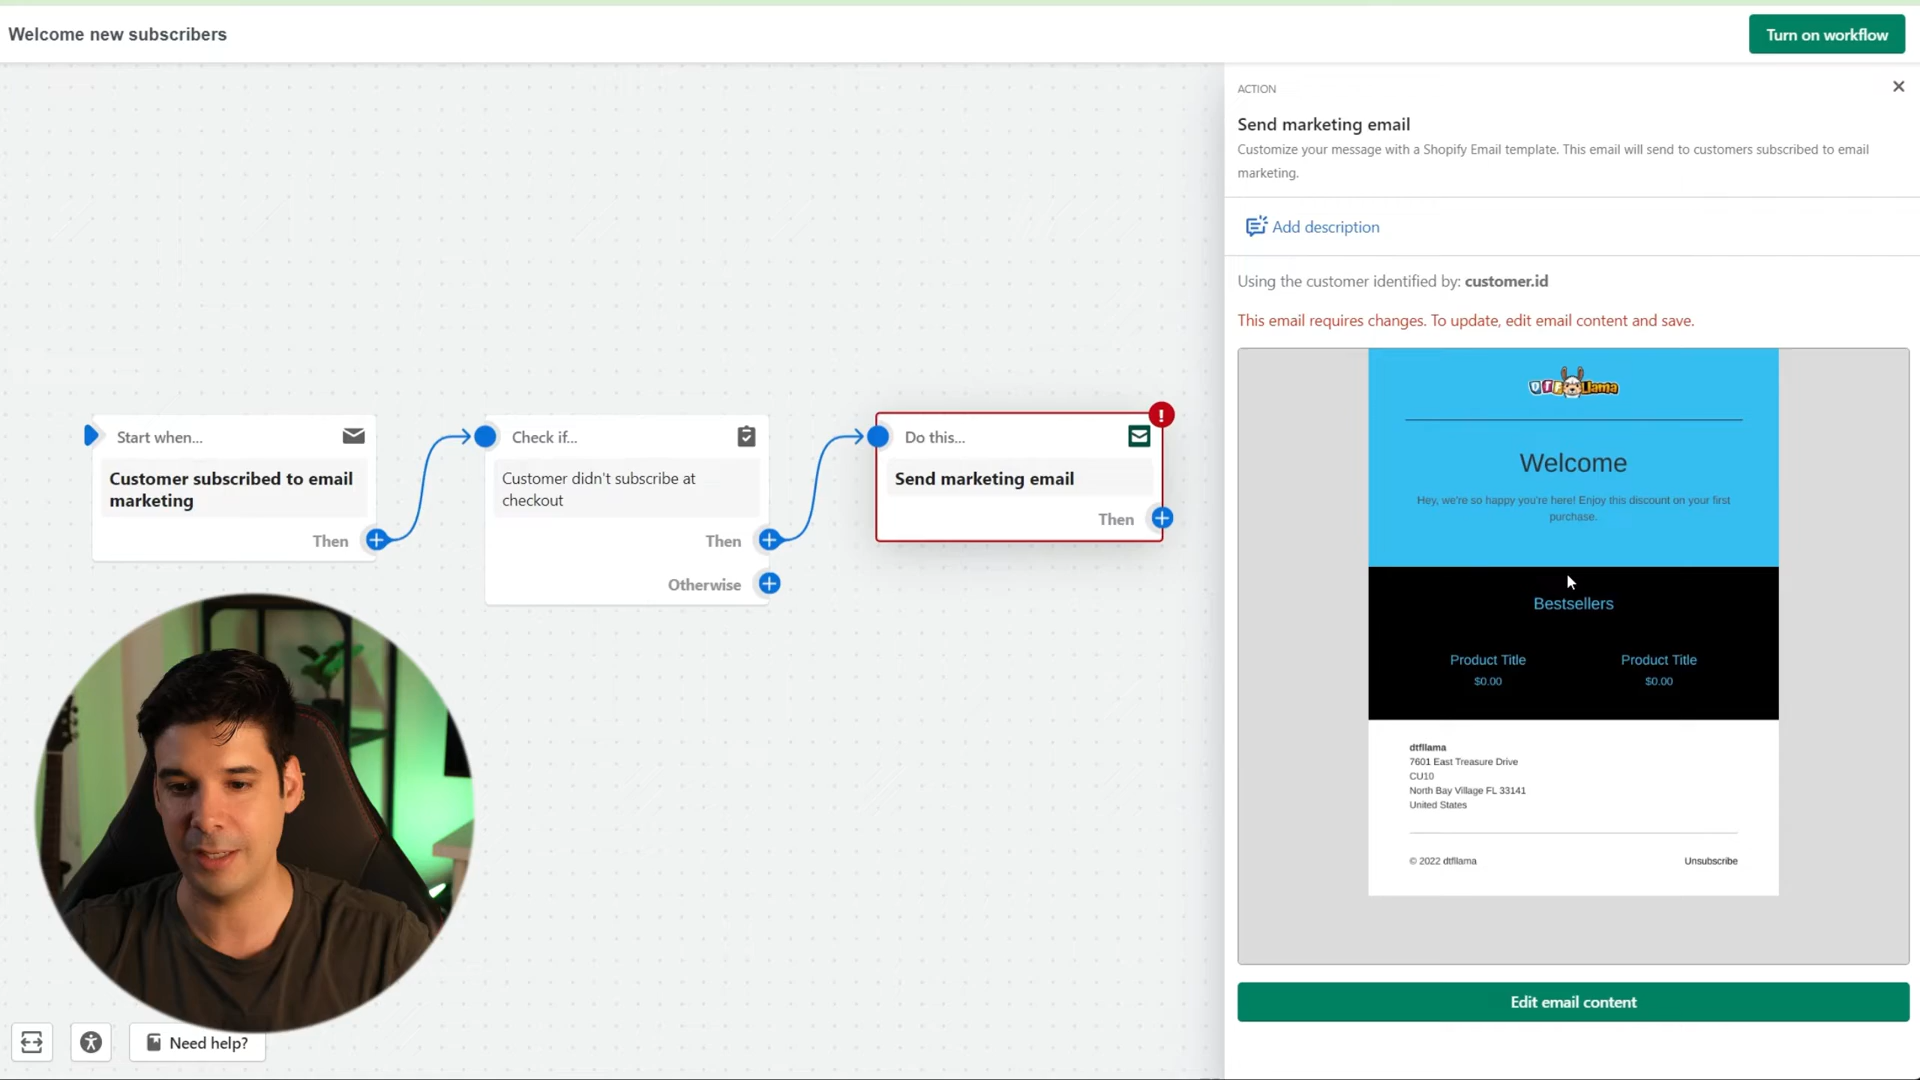 Welcome new subscribers
Turn on workflow
ACTION
Send marketing email
Customize your message with a Shopify Email template. This email will send to customers subscribed to email
marketing.
Add description
Using the customer identified by: customer.id
This email requires changes. To update, edit email content and save.
Start when...
Customer subscribed to email
marketing
Then
Check if...
Customer didn't subscribe at
checkout
Then
Otherwise
Do this...
Send marketing email
Then
DTF Llama
Welcome
Hey, we're so happy you're here! Enjoy this discount on your first
purchase.
Bestsellers
Product Title
$0.00
Product Title
$0.00
dtfllama
7601 East Treasure Drive
CU10
North Bay Village FL 33141
United States
© 2022 dtfllama
Unsubscribe
Edit email content
Need help?